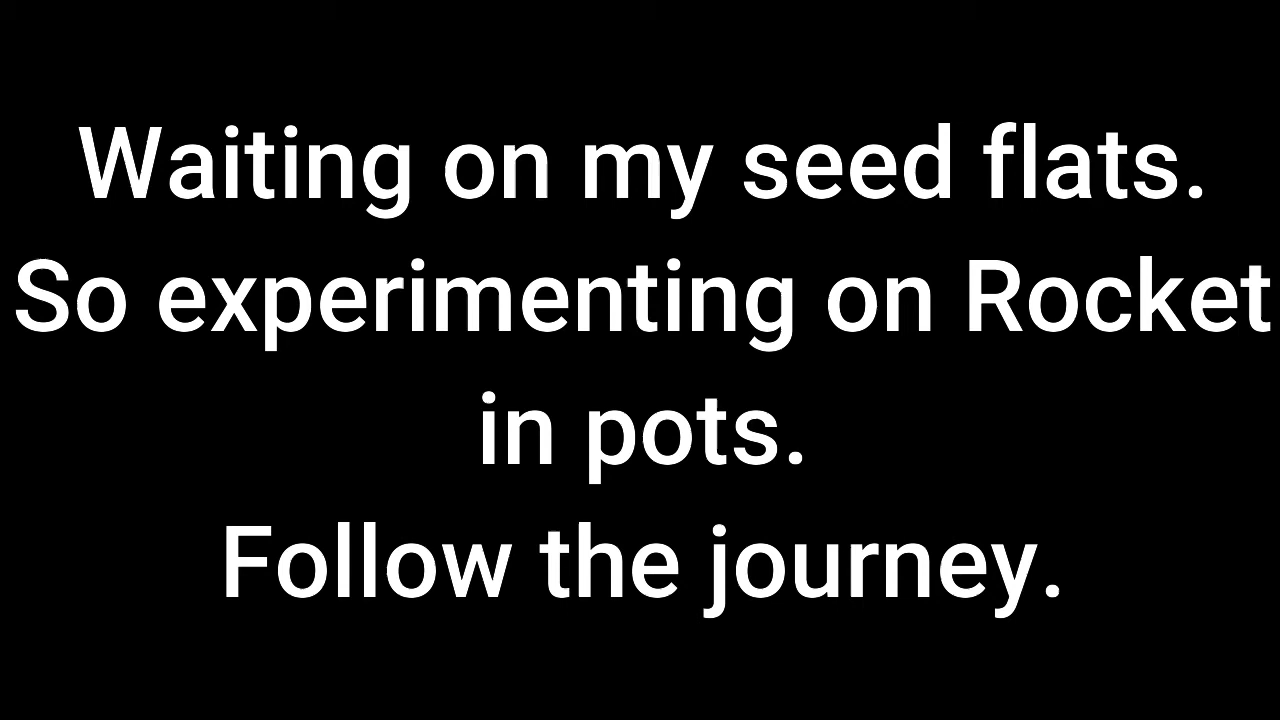 Waiting on my seed flats.
So experimenting on Rocket
in pots.
Follow the journey.